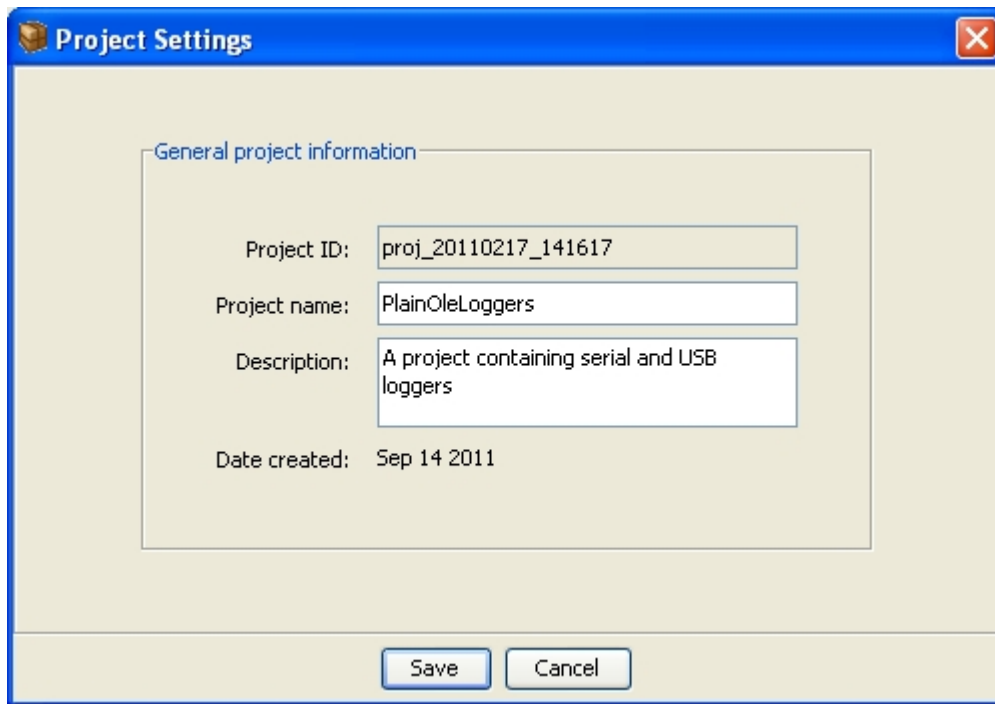 Project Settings
General project information
Project ID: proj_20110217_141617
Project name: PlainOleLoggers
Description: A project containing serial and USB
loggers
Date created: Sep 14 2011
Save Cancel